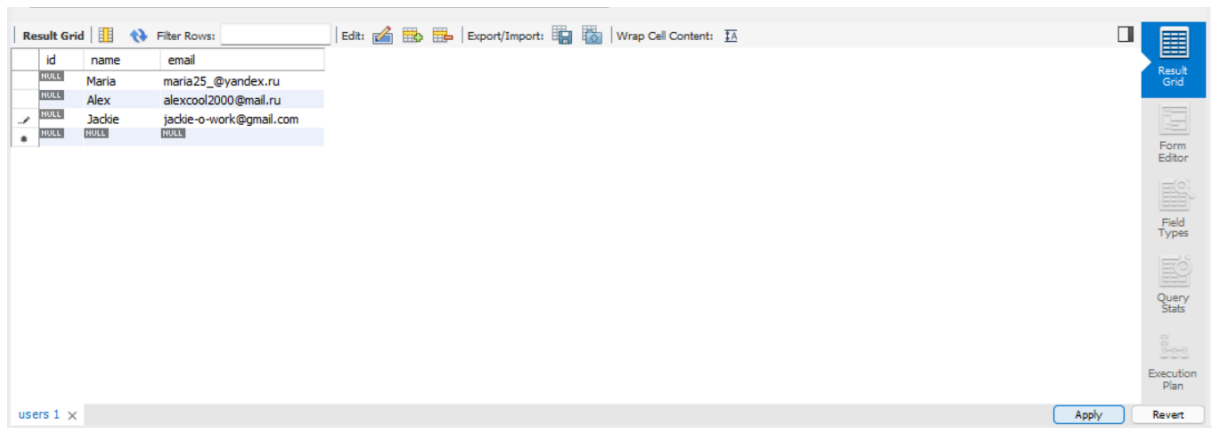 Result Grid Filter Rows: Edit: Export/Import: Wrap Cell Content: IA
id name email
NULL Maria maria25_@yandex.ru
NULL Alex alexcool2000@mail.ru
NULL Jackie jackie-o-work@gmail.com
NULL NULL NULL
Result
Grid
Form
Editor
Field
Types
Query
Stats
Execution
Plan
users 1
Apply Revert